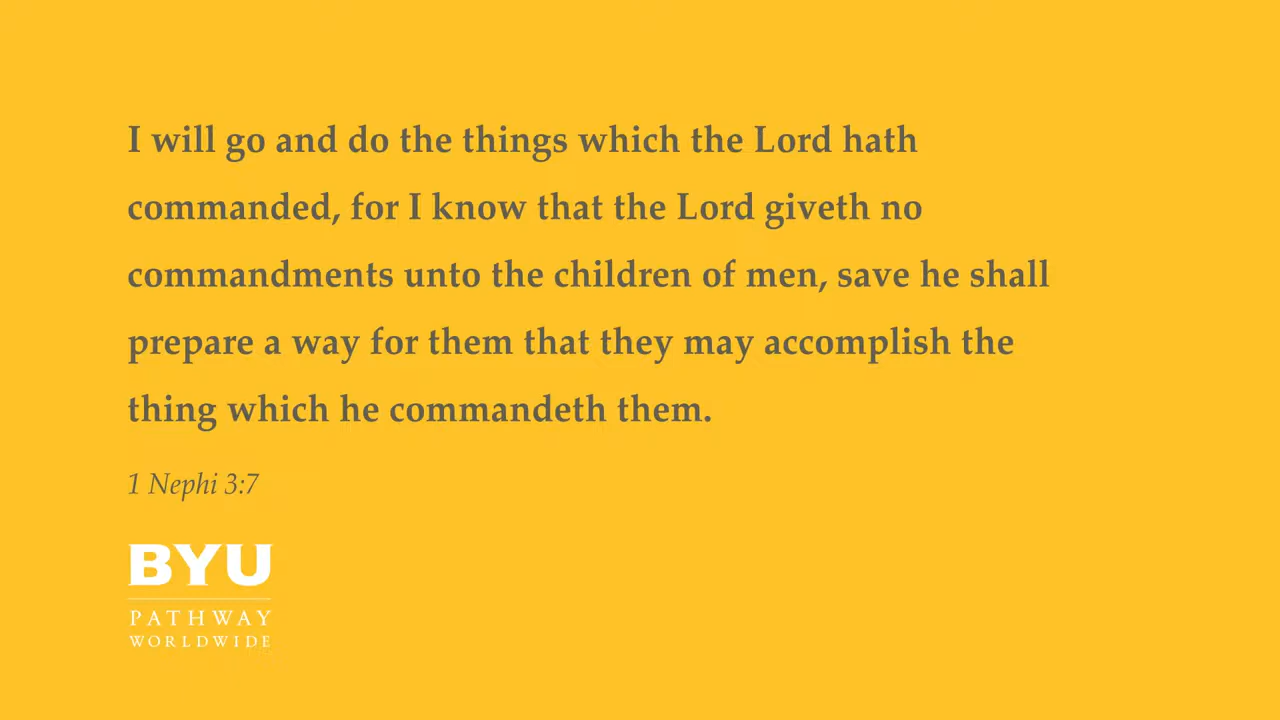 I will go and do the things which the Lord hath
commanded, for I know that the Lord giveth no
commandments unto the children of men, save he shall
prepare a way for them that they may accomplish the
thing which he commandeth them.
1 Nephi 3:7
BYU
PATHWAY
WORLDWIDE